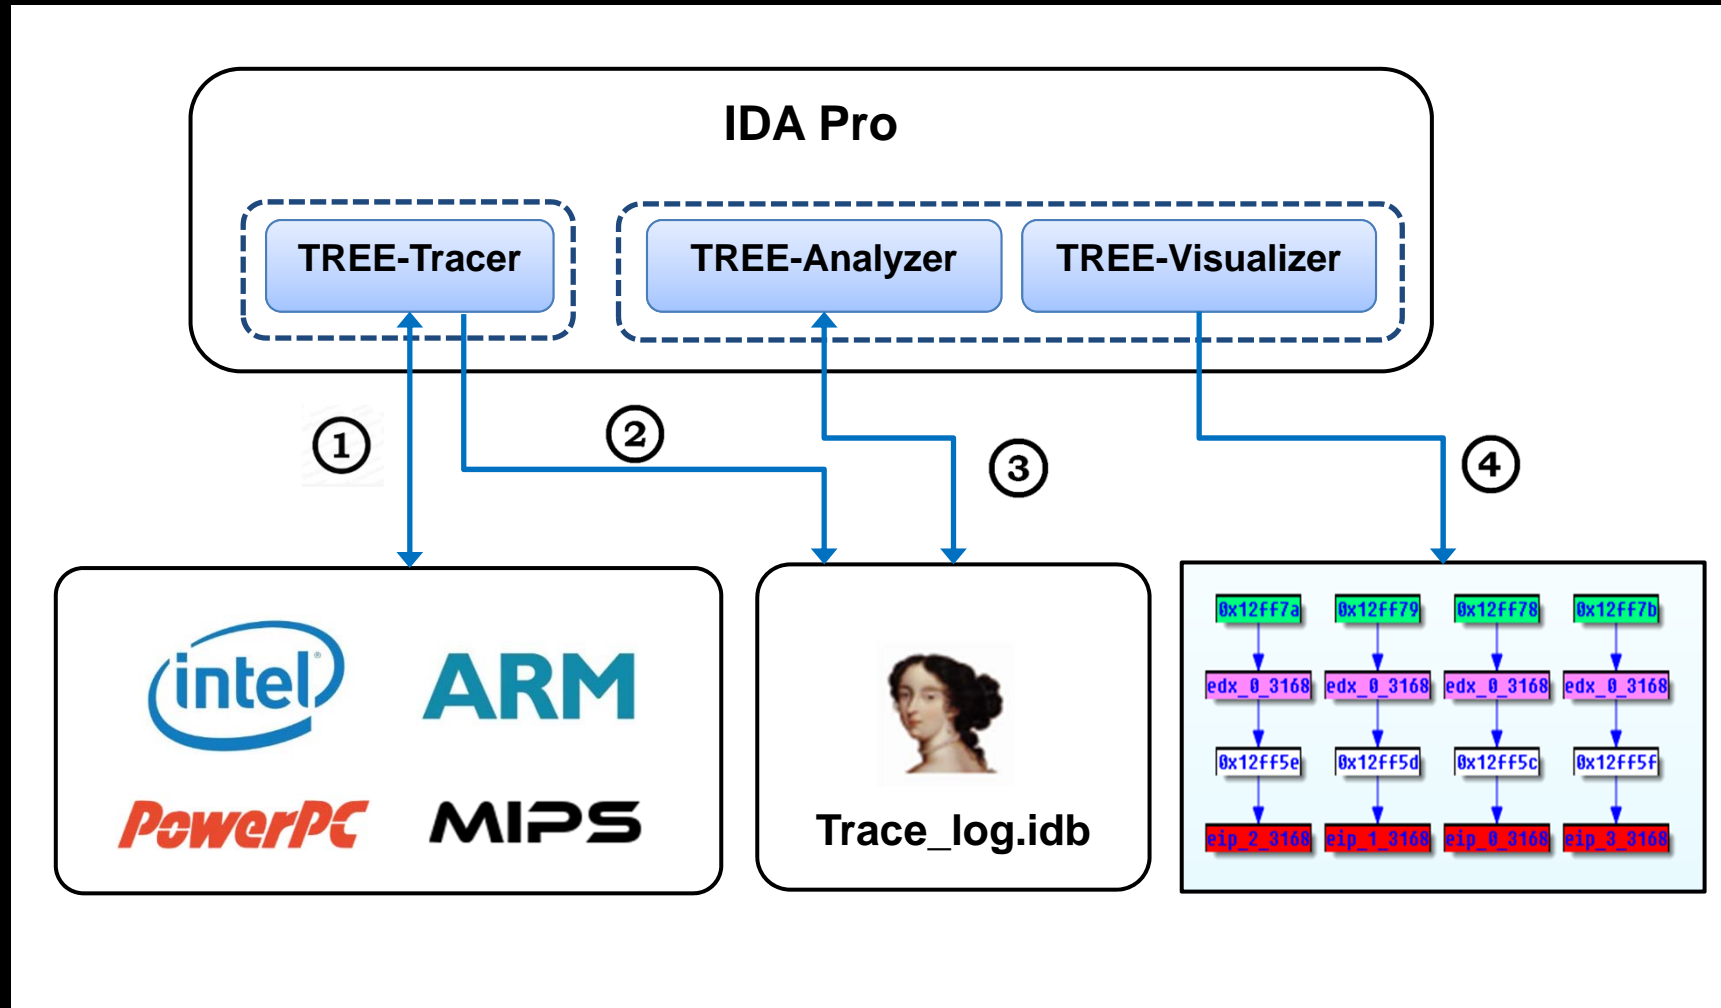 IDA Pro
TREE-Tracer
TREE-Analyzer
TREE-Visualizer
1
2
3
4
intel
ARM
PowerPC
MIPS
Trace_log.idb
0x12ff7a 0x12ff79 0x12ff78 0x12ff7b
edx_0_3168 edx_0_3168 edx_0_3168 edx_0_3168
0x12ff5e 0x12ff5d 0x12ff5c 0x12ff5f
eip_2_3168 eip_1_3168 eip_0_3168 eip_3_3168